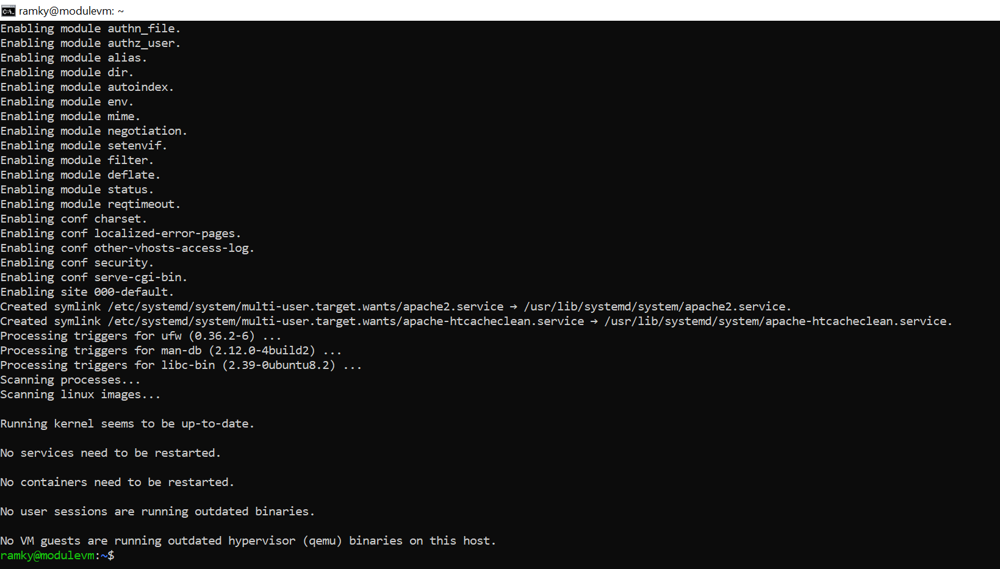 ramky@modulevm: ~
Enabling module authn_file.
Enabling module authz_user.
Enabling module alias.
Enabling module dir.
Enabling module autoindex.
Enabling module env.
Enabling module mime.
Enabling module negotiation.
Enabling module setenvif.
Enabling module filter.
Enabling module deflate.
Enabling module status.
Enabling module reqtimeout.
Enabling conf charset.
Enabling conf localized-error-pages.
Enabling conf other-vhosts-access-log.
Enabling conf security.
Enabling conf serve-cgi-bin.
Enabling site 000-default.
Created symlink /etc/systemd/system/multi-user.target.wants/apache2.service → /usr/lib/systemd/system/apache2.service.
Created symlink /etc/systemd/system/multi-user.target.wants/apache-htcacheclean.service → /usr/lib/systemd/system/apache-htcacheclean.service.
Processing triggers for ufw (0.36.2-6) ...
Processing triggers for man-db (2.12.0-4build2) ...
Processing triggers for libc-bin (2.39-0ubuntu8.2) ...
Scanning processes...
Scanning linux images...
Running kernel seems to be up-to-date.
No services need to be restarted.
No containers need to be restarted.
No user sessions are running outdated binaries.
No VM guests are running outdated hypervisor (qemu) binaries on this host.
ramky@modulevm:~$